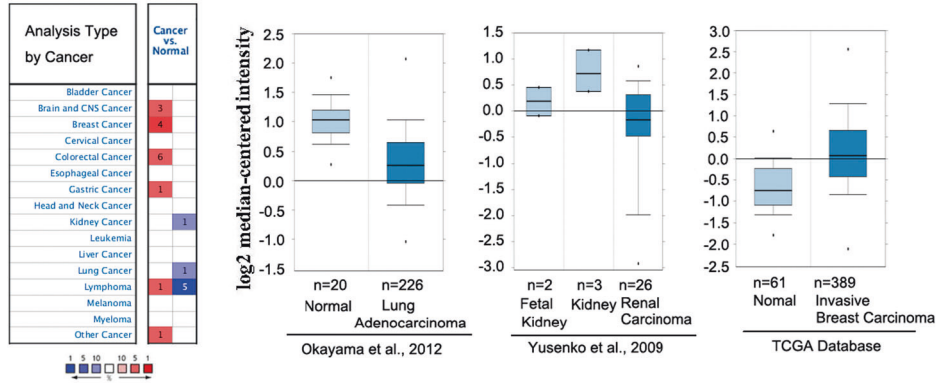 Analysis Type
by Cancer
Cancer
vs.
Normal
Bladder Cancer
Brain and CNS Cancer 3
Breast Cancer 4
Cervical Cancer
Colorectal Cancer 6
Esophageal Cancer
Gastric Cancer 1
Head and Neck Cancer
Kidney Cancer 1
Leukemia
Liver Cancer
Lung Cancer 1
Lymphoma 1 5
Melanoma
Myeloma
Other Cancer 1
1 5 10 10 5 1
%
log2 median-centered intensity
2.5
2.0
1.5
1.0
0.5
0.0
-0.5
-1.0
-1.5
n=20 n=226
Normal Lung
Adenocarcinoma
Okayama et al., 2012
1.5
1.0
0.5
0.0
-0.5
-1.0
-1.5
-2.0
-2.5
-3.0
n=2 n=3 n=26
Fetal Kidney Renal
Kidney Carcinoma
Yusenko et al., 2009
3.0
2.5
2.0
1.5
1.0
0.5
0.0
-0.5
-1.0
-1.5
-2.0
-2.5
n=61 n=389
Nomal Invasive
Breast Carcinoma
TCGA Database